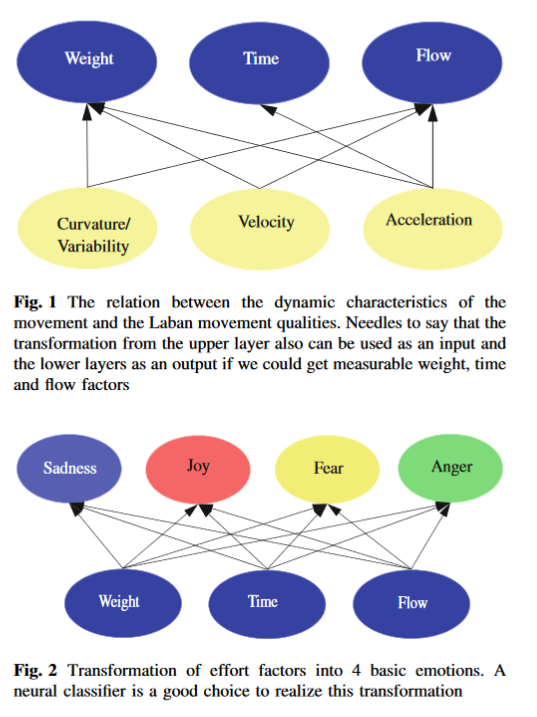 Weight
Time
Flow
Curvature/
Variability
Velocity
Acceleration
Fig. 1 The relation between the dynamic characteristics of the
movement and the Laban movement qualities. Needles to say that the
transformation from the upper layer also can be used as an input and
the lower layers as an output if we could get measurable weight, time
and flow factors
Sadness
Joy
Fear
Anger
Weight
Time
Flow
Fig. 2 Transformation of effort factors into 4 basic emotions. A
neural classifier is a good choice to realize this transformation